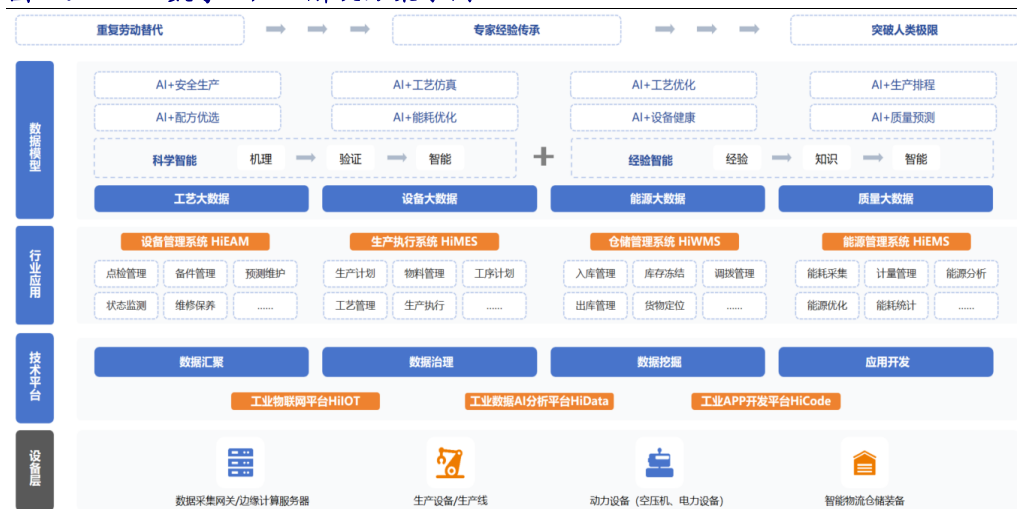 重复劳动替代 专家经验传承 突破人类极限
数据模型
AI+安全生产 AI+工艺仿真 AI+工艺优化 AI+生产排程
AI+配方优选 AI+能耗优化 AI+设备健康 AI+质量预测
科学智能 机理 验证 智能 + 经验智能 经验 知识 智能
工艺大数据 设备大数据 能源大数据 质量大数据
行业应用
设备管理系统 HiEAM 生产执行系统 HiMES 仓储管理系统 HiWMS 能源管理系统 HiEMS
点检管理 备件管理 预测维护 生产计划 物料管理 工序计划 入库管理 库存冻结 调拨管理 能耗采集 计量管理 能源分析
状态监测 维修保养 ...... 工艺管理 生产执行 ...... 出库管理 货物定位 ...... 能源优化 能耗统计 ......
技术平台
数据汇聚 数据治理 数据挖掘 应用开发
工业物联网平台HiIOT 工业数据AI分析平台HiData 工业APP开发平台HiCode
设备层
数据采集网关/边缘计算服务器 生产设备/生产线 动力设备（空压机、电力设备） 智能物流仓储装备